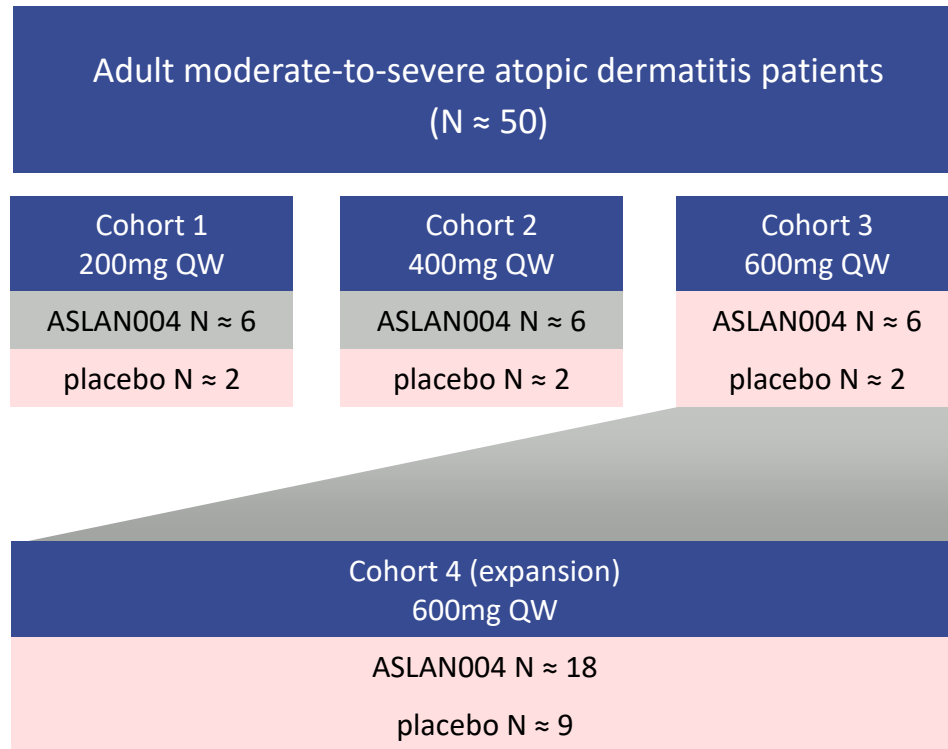 Adult moderate-to-severe atopic dermatitis patients
(N ≈ 50)
Cohort 1
200mg QW
ASLAN004 N ≈ 6
placebo N ≈ 2
Cohort 2
400mg QW
ASLAN004 N ≈ 6
placebo N ≈ 2
Cohort 3
600mg QW
ASLAN004 N ≈ 6
placebo N ≈ 2
Cohort 4 (expansion)
600mg QW
ASLAN004 N ≈ 18
placebo N ≈ 9